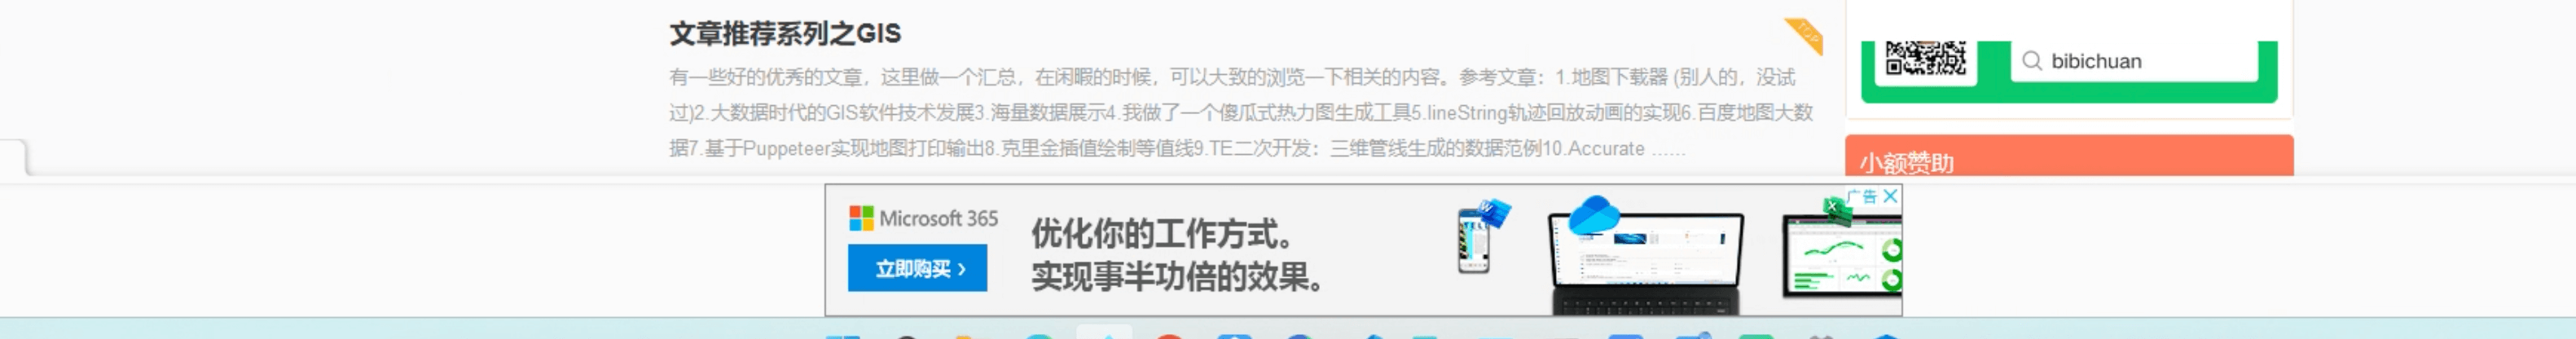 文章推荐系列之GIS
TOP
有一些好的优秀的文章，这里做一个汇总，在闲暇的时候，可以大致的浏览一下相关的内容。参考文章：1.地图下载器 (别人的，没试
过)2.大数据时代的GIS软件技术发展3.海量数据展示4.我做了一个傻瓜式热力图生成工具5.lineString轨迹回放动画的实现6.百度地图大数
据7.基于Puppeteer实现地图打印输出8.克里金插值绘制等值线9.TE二次开发：三维管线生成的数据范例10.Accurate ……
bibichuan
小额赞助
广告
Microsoft 365
立即购买 ›
优化你的工作方式。
实现事半功倍的效果。